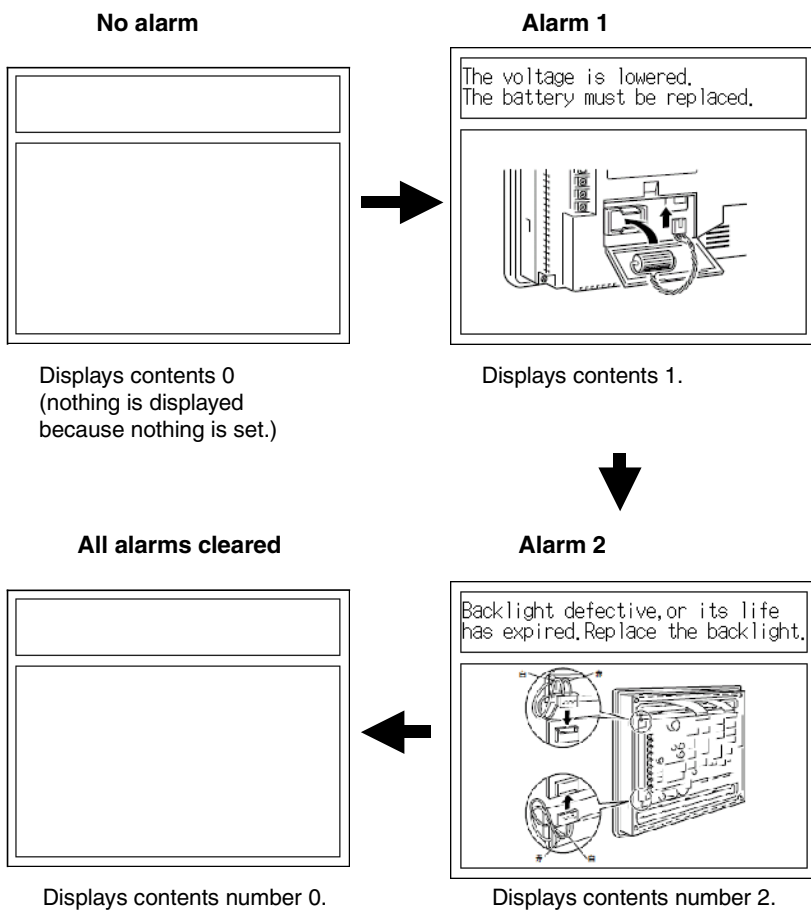 No alarm
Alarm 1
The voltage is lowered.
The battery must be replaced.
Displays contents 0
(nothing is displayed
because nothing is set.)
Displays contents 1.
All alarms cleared
Alarm 2
Backlight defective,or its life
has expired.Replace the backlight.
Displays contents number 0.
Displays contents number 2.